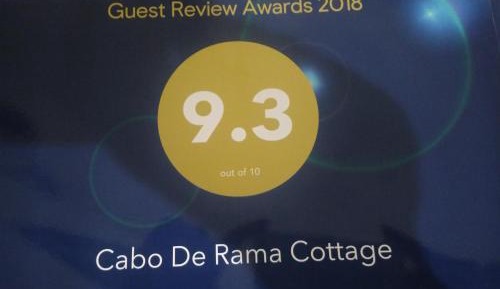 Guest Review Awards 2018
9.3
out of 10
Cabo De Rama Cottage